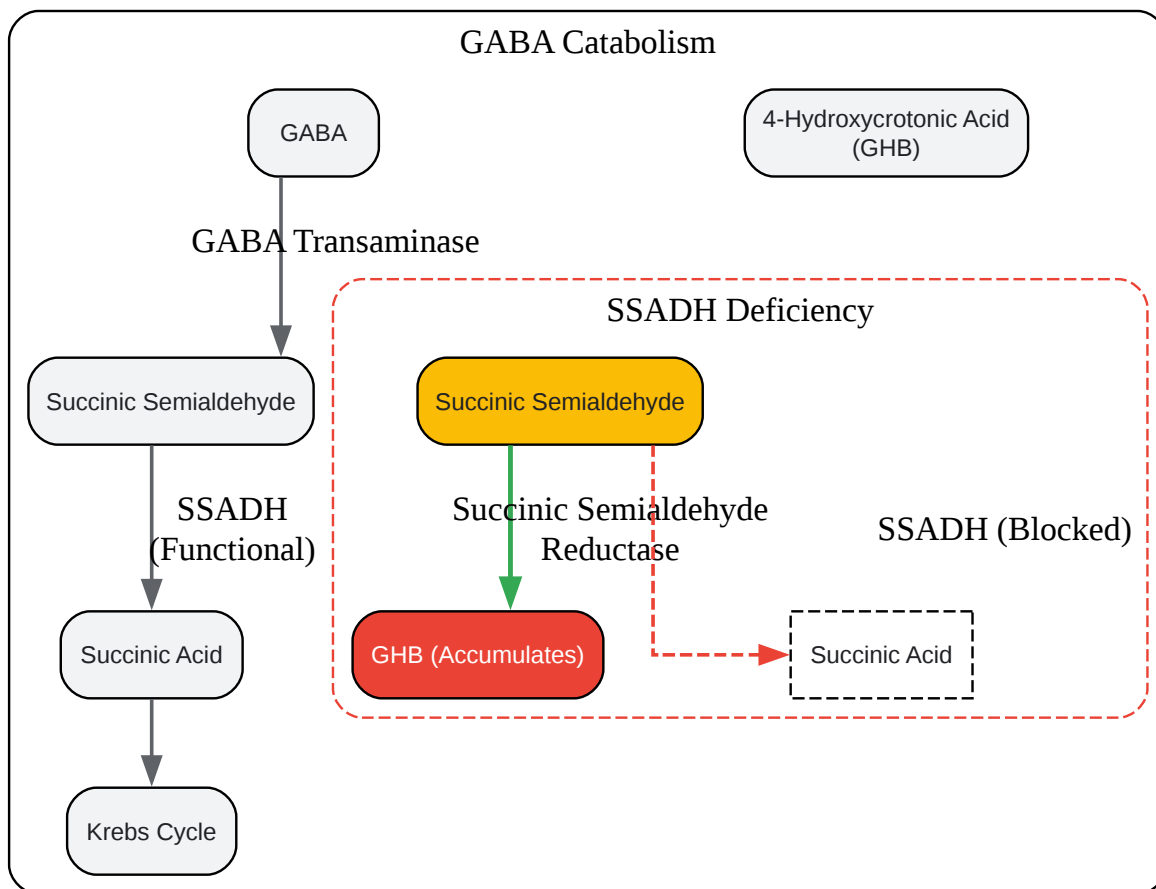 GABA Catabolism
GABA
4-Hydroxycrotonic Acid
(GHB)
GABA Transaminase
SSADH Deficiency
Succinic Semialdehyde
Succinic Semialdehyde
SSADH
(Functional)
Succinic Semialdehyde
Reductase
SSADH (Blocked)
Succinic Acid
GHB (Accumulates)
Succinic Acid
Krebs Cycle